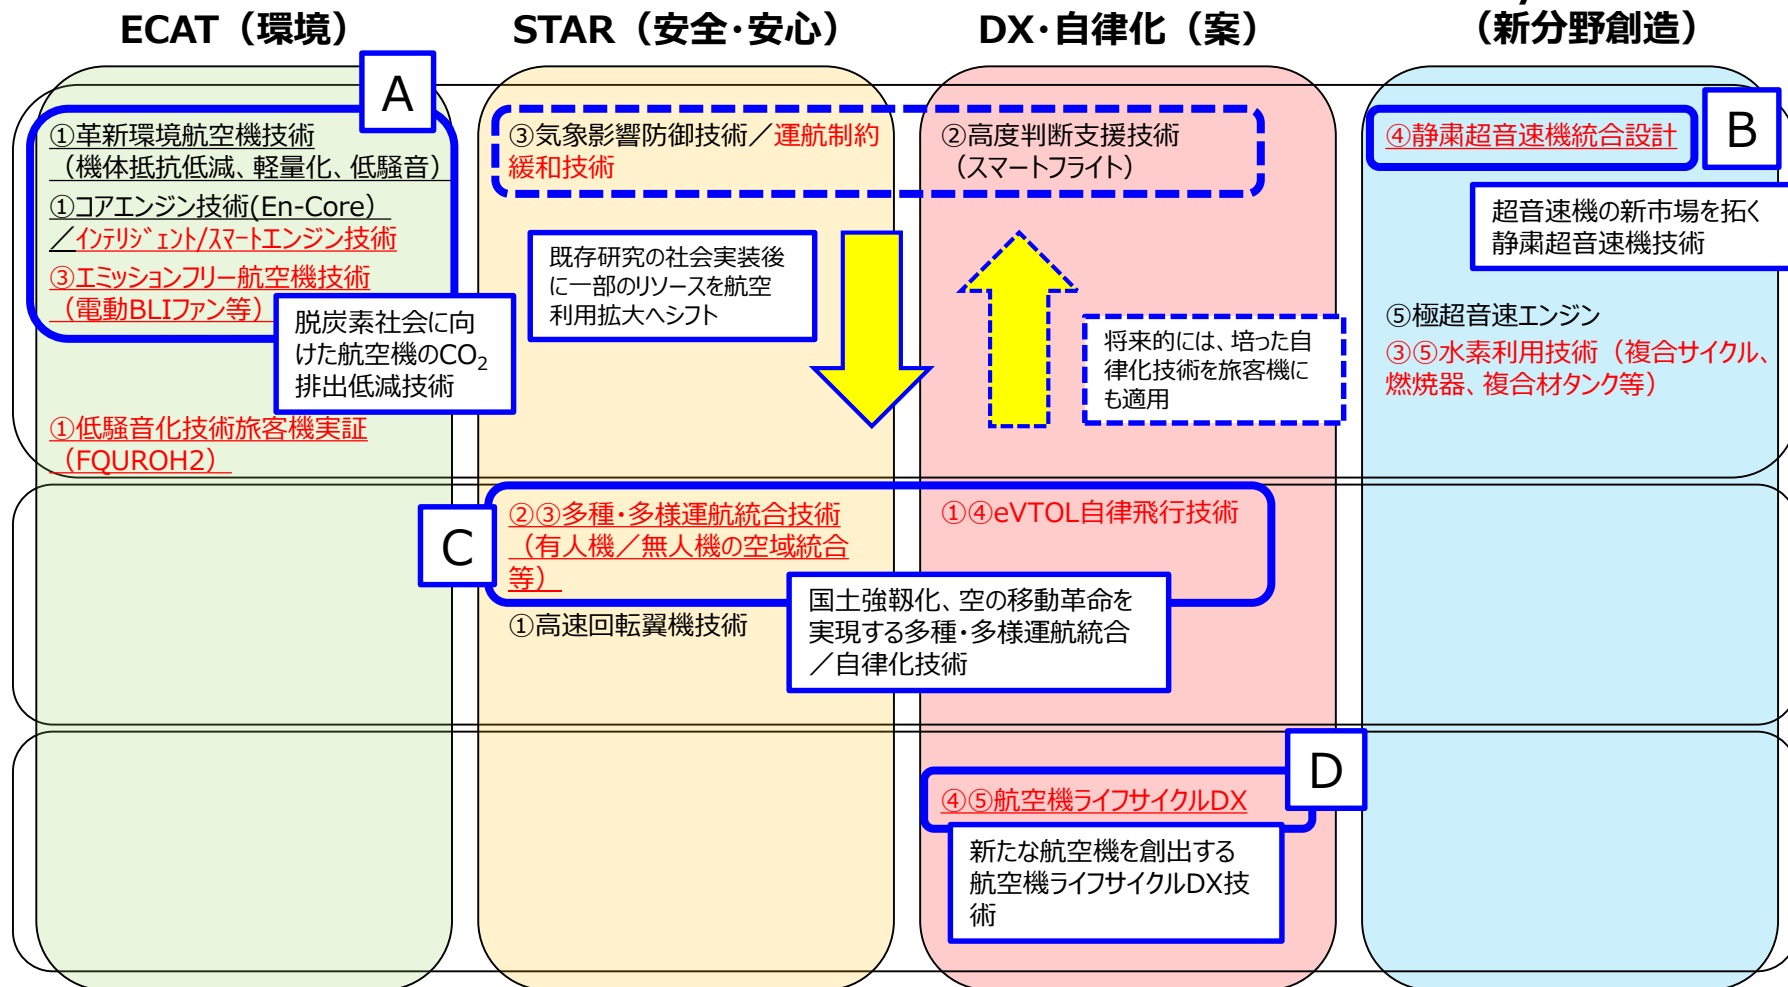 ECAT（環境）
STAR（安全･安心）
DX･自律化（案）
（新分野創造）
A
①革新環境航空機技術
（機体抵抗低減、軽量化、低騒音）
①コアエンジン技術(En-Core）
／インテリジェント/スマートエンジン技術
③エミッションフリー航空機技術
（電動BLIファン等）
脱炭素社会に向
けた航空機のCO2
排出低減技術
①低騒音化技術旅客機実証
（FQUROH2）
③気象影響防御技術／運航制約
緩和技術
既存研究の社会実装後
に一部のリソースを航空
利用拡大へシフト
②高度判断支援技術
（スマートフライト）
将来的には、培った自
律化技術を旅客機に
も適用
B
④静粛超音速機統合設計
超音速機の新市場を拓く
静粛超音速機技術
⑤極超音速エンジン
③⑤水素利用技術（複合サイクル、
燃焼器、複合材タンク等）
C
②③多種・多様運航統合技術
（有人機／無人機の空域統合
等）
①高速回転翼機技術
①④eVTOL自律飛行技術
国土強靱化、空の移動革命を
実現する多種・多様運航統合
／自律化技術
D
④⑤航空機ライフサイクルDX
新たな航空機を創出する
航空機ライフサイクルDX技
術